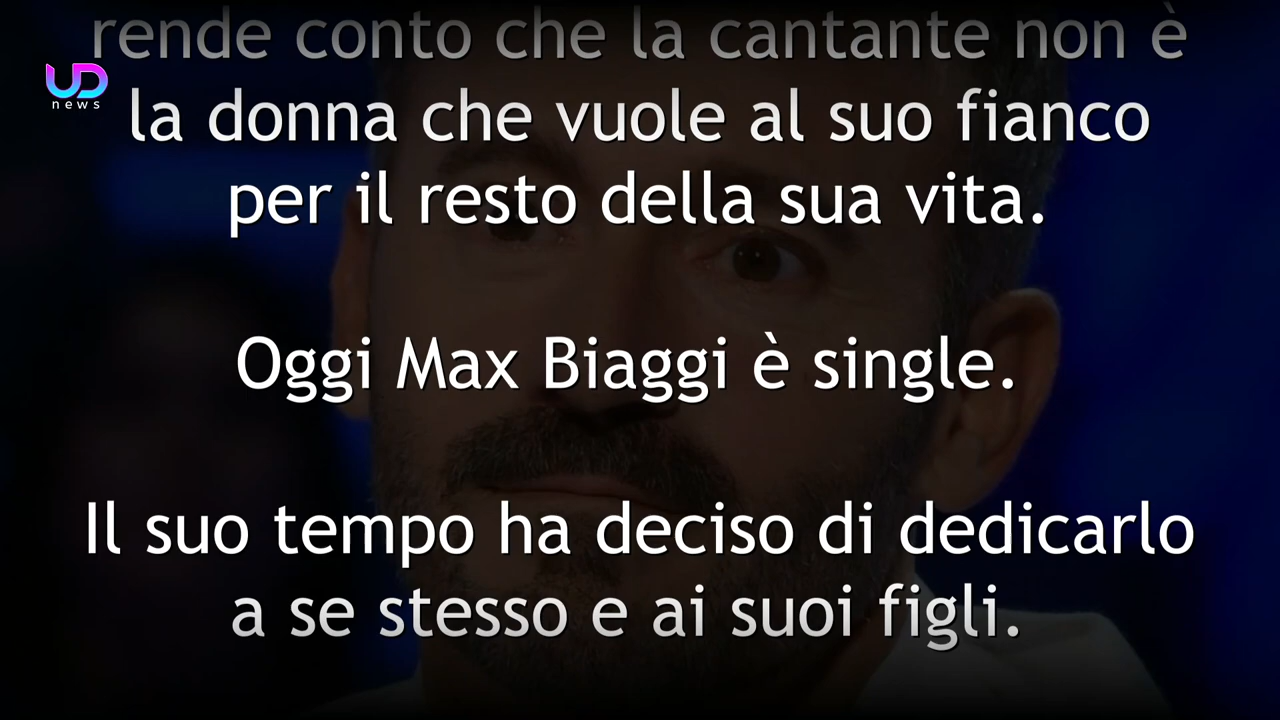 rende conto che la cantante non è
UD
news
la donna che vuole al suo fianco
per il resto della sua vita.
Oggi Max Biaggi è single.
Il suo tempo ha deciso di dedicarlo
a se stesso e ai suoi figli.